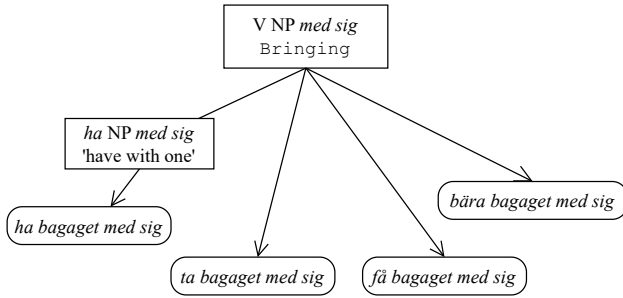 V NP med sig
Bringing
ha NP med sig
'have with one'
bära bagaget med sig
ha bagaget med sig
ta bagaget med sig
få bagaget med sig